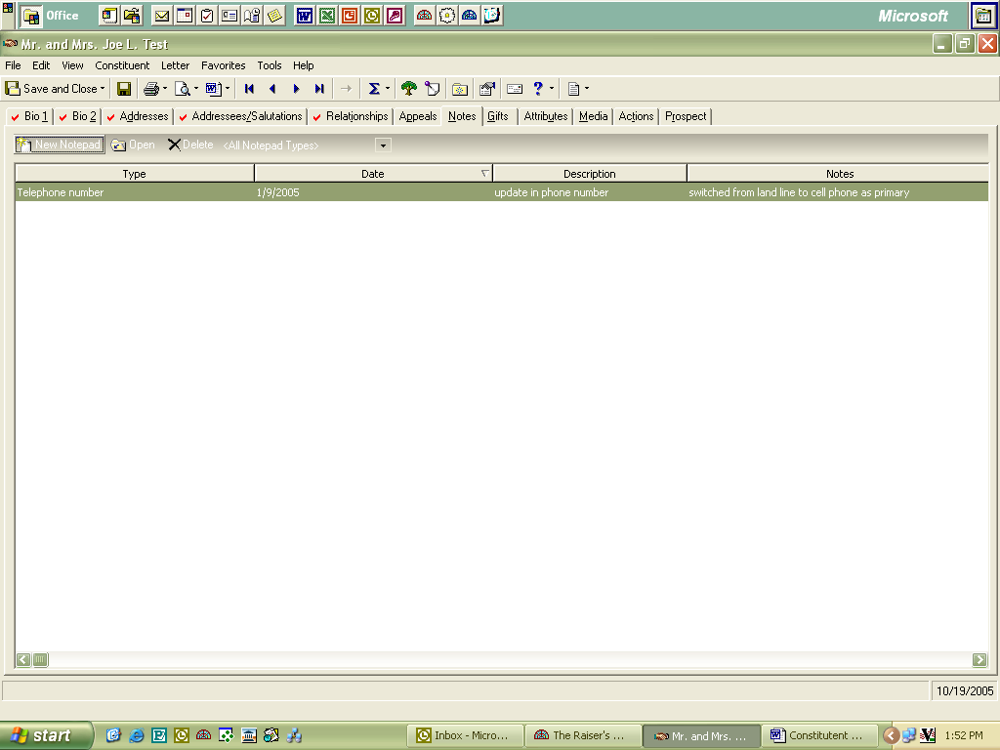 Office Microsoft
Mr. and Mrs. Joe L. Test
File Edit View Constituent Letter Favorites Tools Help
Save and Close
Bio 1 Bio 2 Addresses Addressees/Salutations Relationships Appeals Notes Gifts Attributes Media Actions Prospect
New Notepad Open Delete <All Notepad Types>
Type Date Description Notes
Telephone number 1/9/2005 update in phone number switched from land line to cell phone as primary
10/19/2005
start Inbox - Micro... The Raiser's ... Mr. and Mrs. ... Constitutent ... 1:52 PM